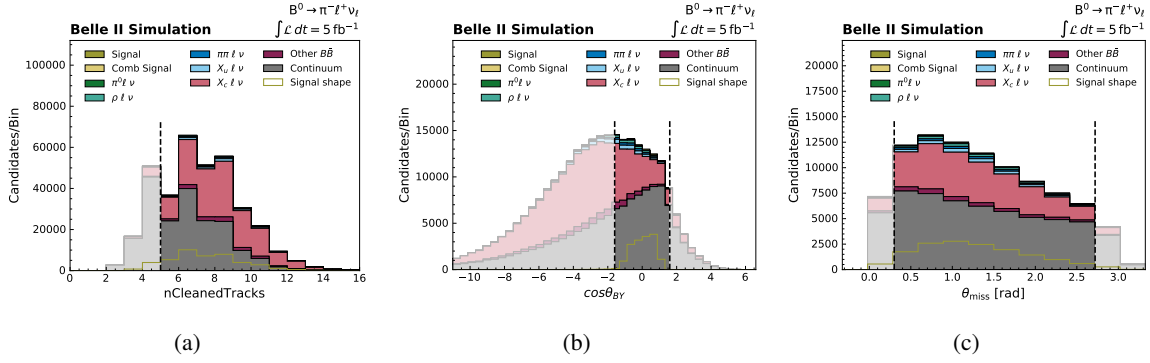 B⁰ → π⁻ℓ⁺νℓ
Belle II Simulation ∫ℒ dt = 5 fb⁻¹
Signal ππ ℓ ν Other BB̄
Comb Signal Xᵤ ℓ ν Continuum
π⁰ℓ ν X_c ℓ ν Signal shape
ρ ℓ ν
Candidates/Bin
100000
80000
60000
40000
20000
0
0 2 4 6 8 10 12 14 16
nCleanedTracks
(a)
B⁰ → π⁻ℓ⁺νℓ
Belle II Simulation ∫ℒ dt = 5 fb⁻¹
Signal ππ ℓ ν Other BB̄
Comb Signal Xᵤ ℓ ν Continuum
π⁰ℓ ν X_c ℓ ν Signal shape
ρ ℓ ν
Candidates/Bin
20000
15000
10000
5000
0
−10 −8 −6 −4 −2 0 2 4 6
cosθ_BY
(b)
B⁰ → π⁻ℓ⁺νℓ
Belle II Simulation ∫ℒ dt = 5 fb⁻¹
Signal ππ ℓ ν Other BB̄
Comb Signal Xᵤ ℓ ν Continuum
π⁰ℓ ν X_c ℓ ν Signal shape
ρ ℓ ν
Candidates/Bin
20000
17500
15000
12500
10000
7500
5000
2500
0
0.0 0.5 1.0 1.5 2.0 2.5 3.0
θ_miss [rad]
(c)